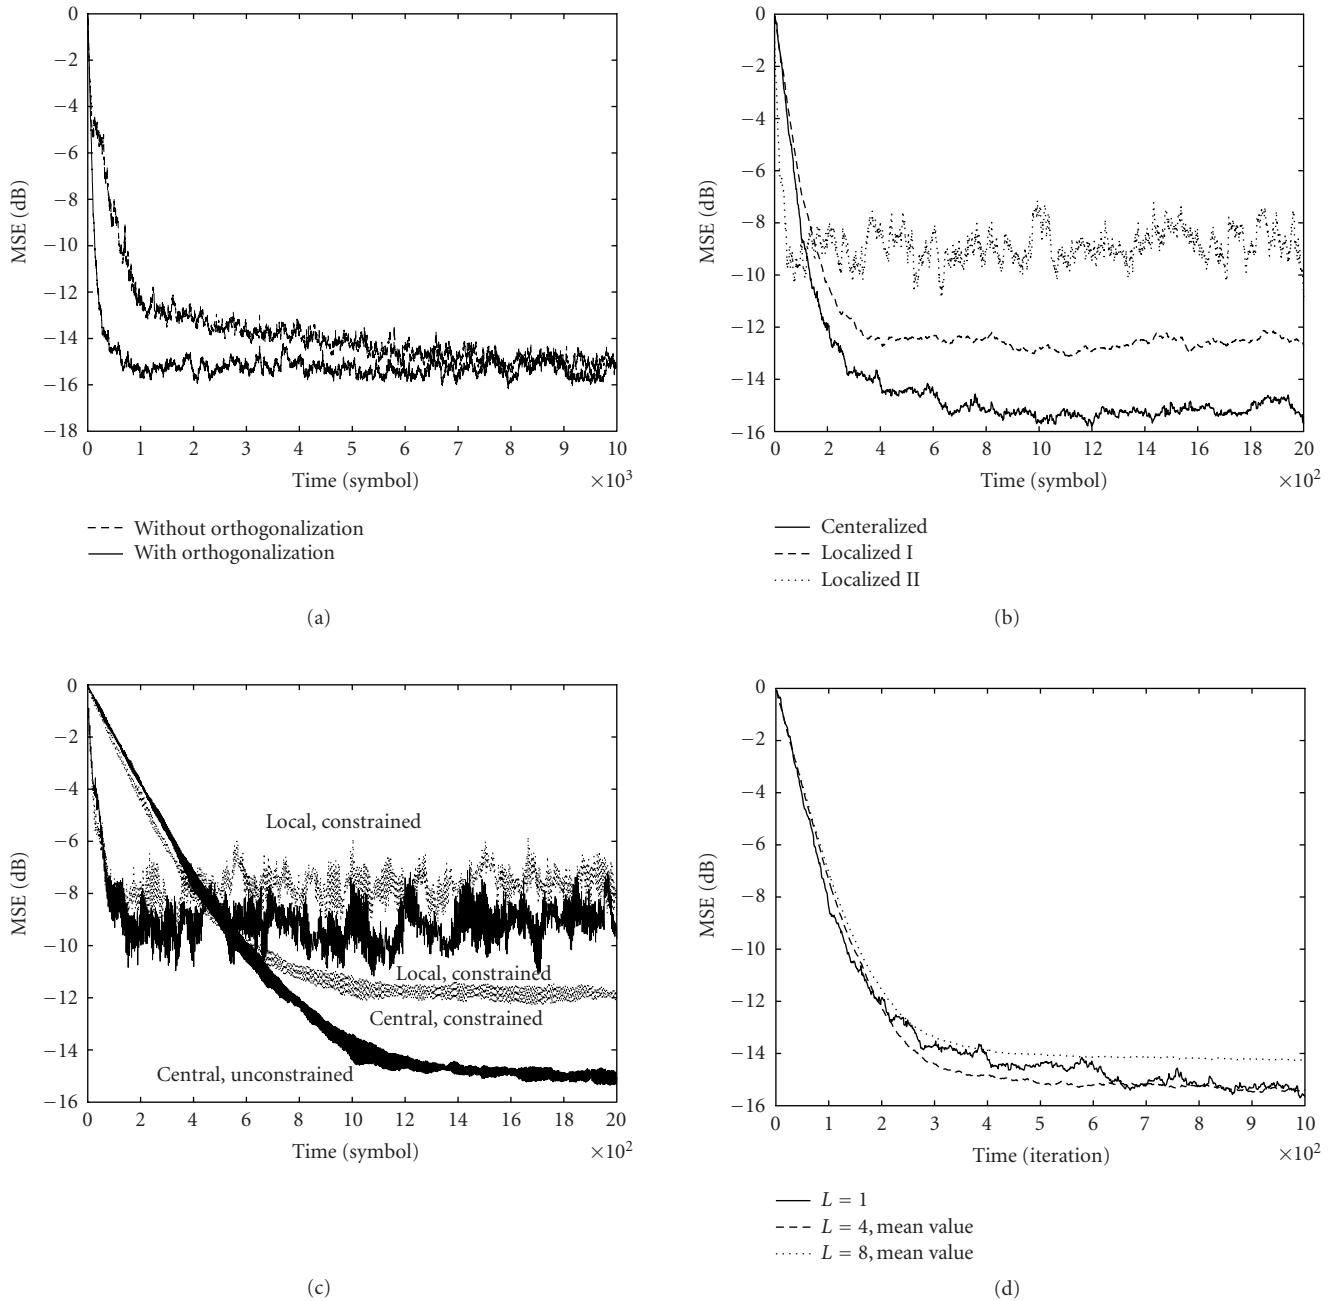 0
−2
−4
−6
−8
−10
−12
−14
−16
−18
MSE (dB)
0 1 2 3 4 5 6 7 8 9 10
Time (symbol) ×10³
Without orthogonalization
With orthogonalization
(a)
0
−2
−4
−6
−8
−10
−12
−14
−16
MSE (dB)
0 2 4 6 8 10 12 14 16 18 20
Time (symbol) ×10²
Centeralized
Localized I
Localized II
(b)
0
−2
−4
−6
−8
−10
−12
−14
−16
MSE (dB)
Local, constrained
Local, constrained
Central, constrained
Central, unconstrained
0 2 4 6 8 10 12 14 16 18 20
Time (symbol) ×10²
(c)
0
−2
−4
−6
−8
−10
−12
−14
−16
MSE (dB)
0 1 2 3 4 5 6 7 8 9 10
Time (iteration) ×10²
L = 1
L = 4, mean value
L = 8, mean value
(d)